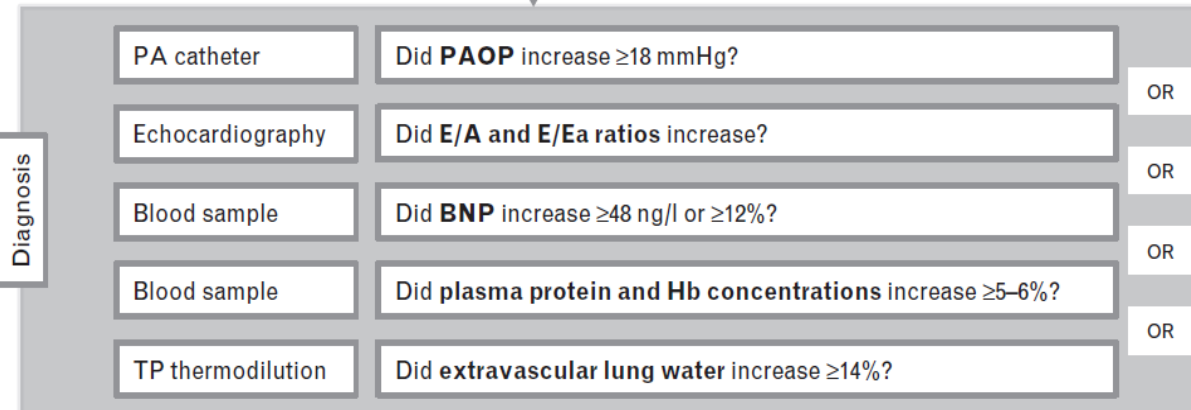 PA catheter
Did PAOP increase ≥18 mmHg?
OR
Echocardiography
Did E/A and E/Ea ratios increase?
OR
Diagnosis
Blood sample
Did BNP increase ≥48 ng/l or ≥12%?
OR
Blood sample
Did plasma protein and Hb concentrations increase ≥5–6%?
OR
TP thermodilution
Did extravascular lung water increase ≥14%?